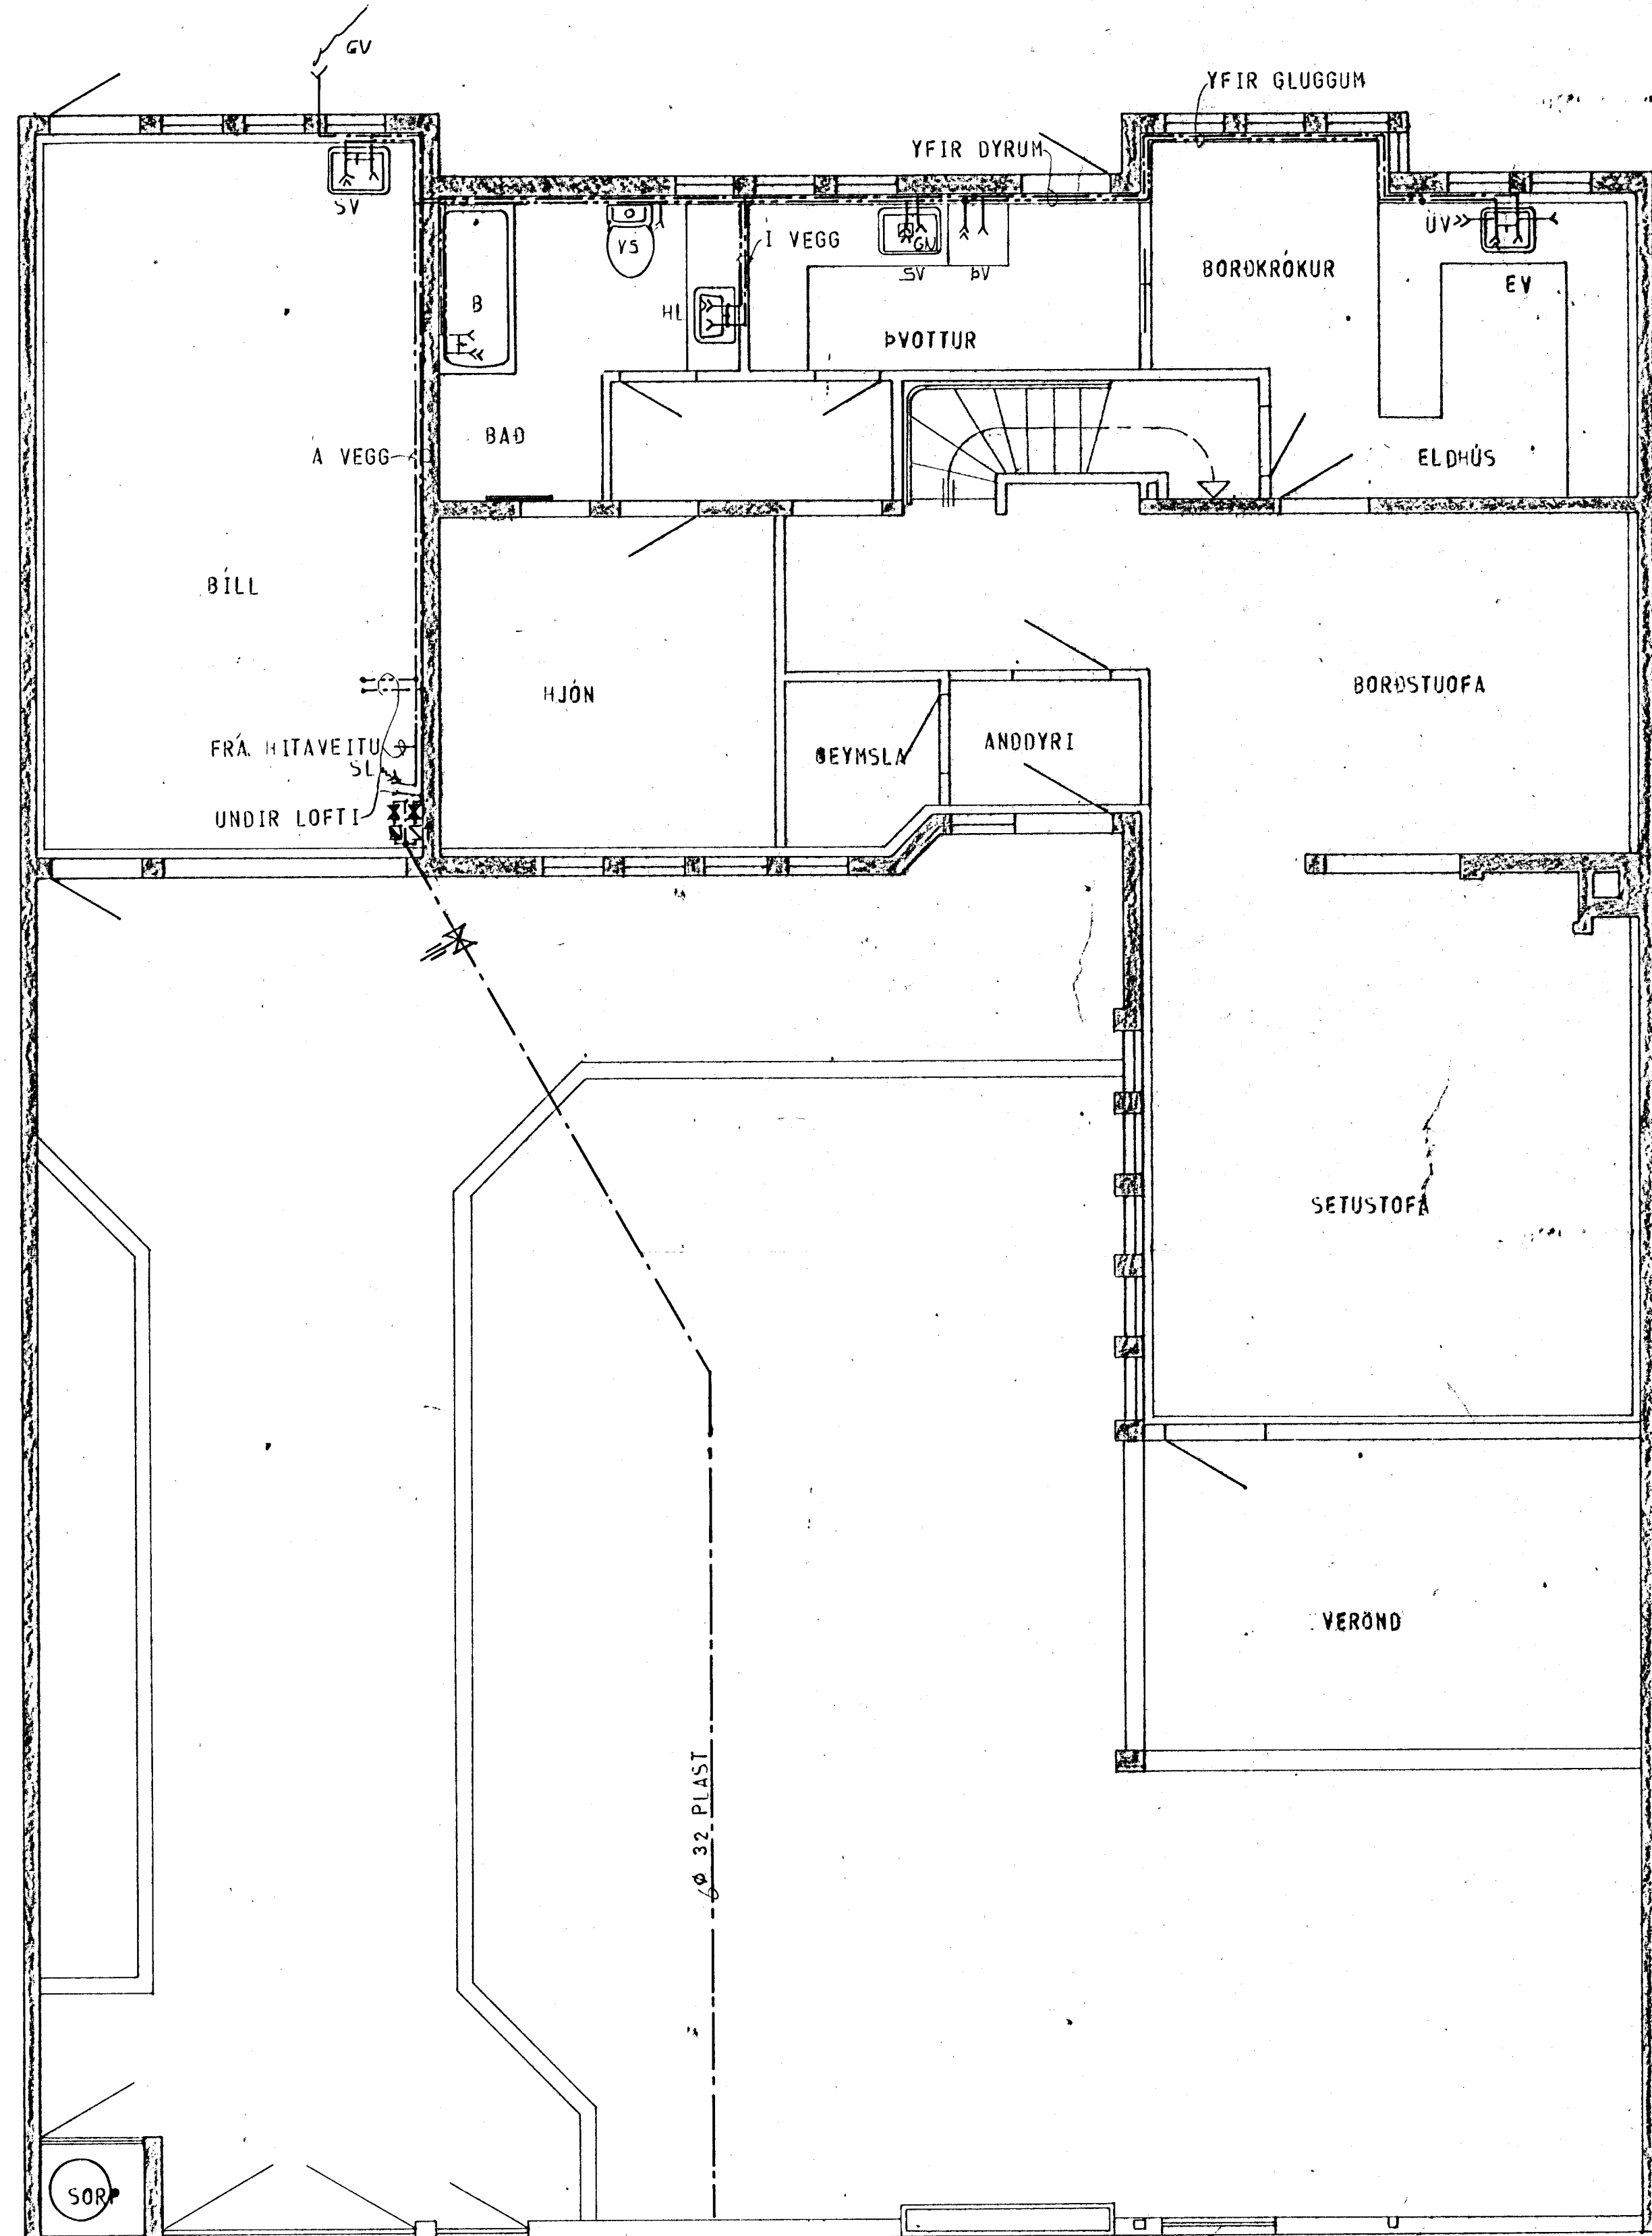 GV
YFIR GLUGGUM
YFIR DYRUM
SV
VS
Í VEGG
GN
SV
ÞV
BORÐKRÓKUR
ÚV
EV
B
HL
ÞVOTTUR
BAÐ
Á VEGG
ELDHÚS
BÍLL
HJÓN
BORÐSTUOFA
FRÁ HITAVEITU
GEYMSLA
ANDDYRI
SL
UNDIR LOFTI
SETUSTOFA
VERÖND
Φ 32 PLAST
SORP